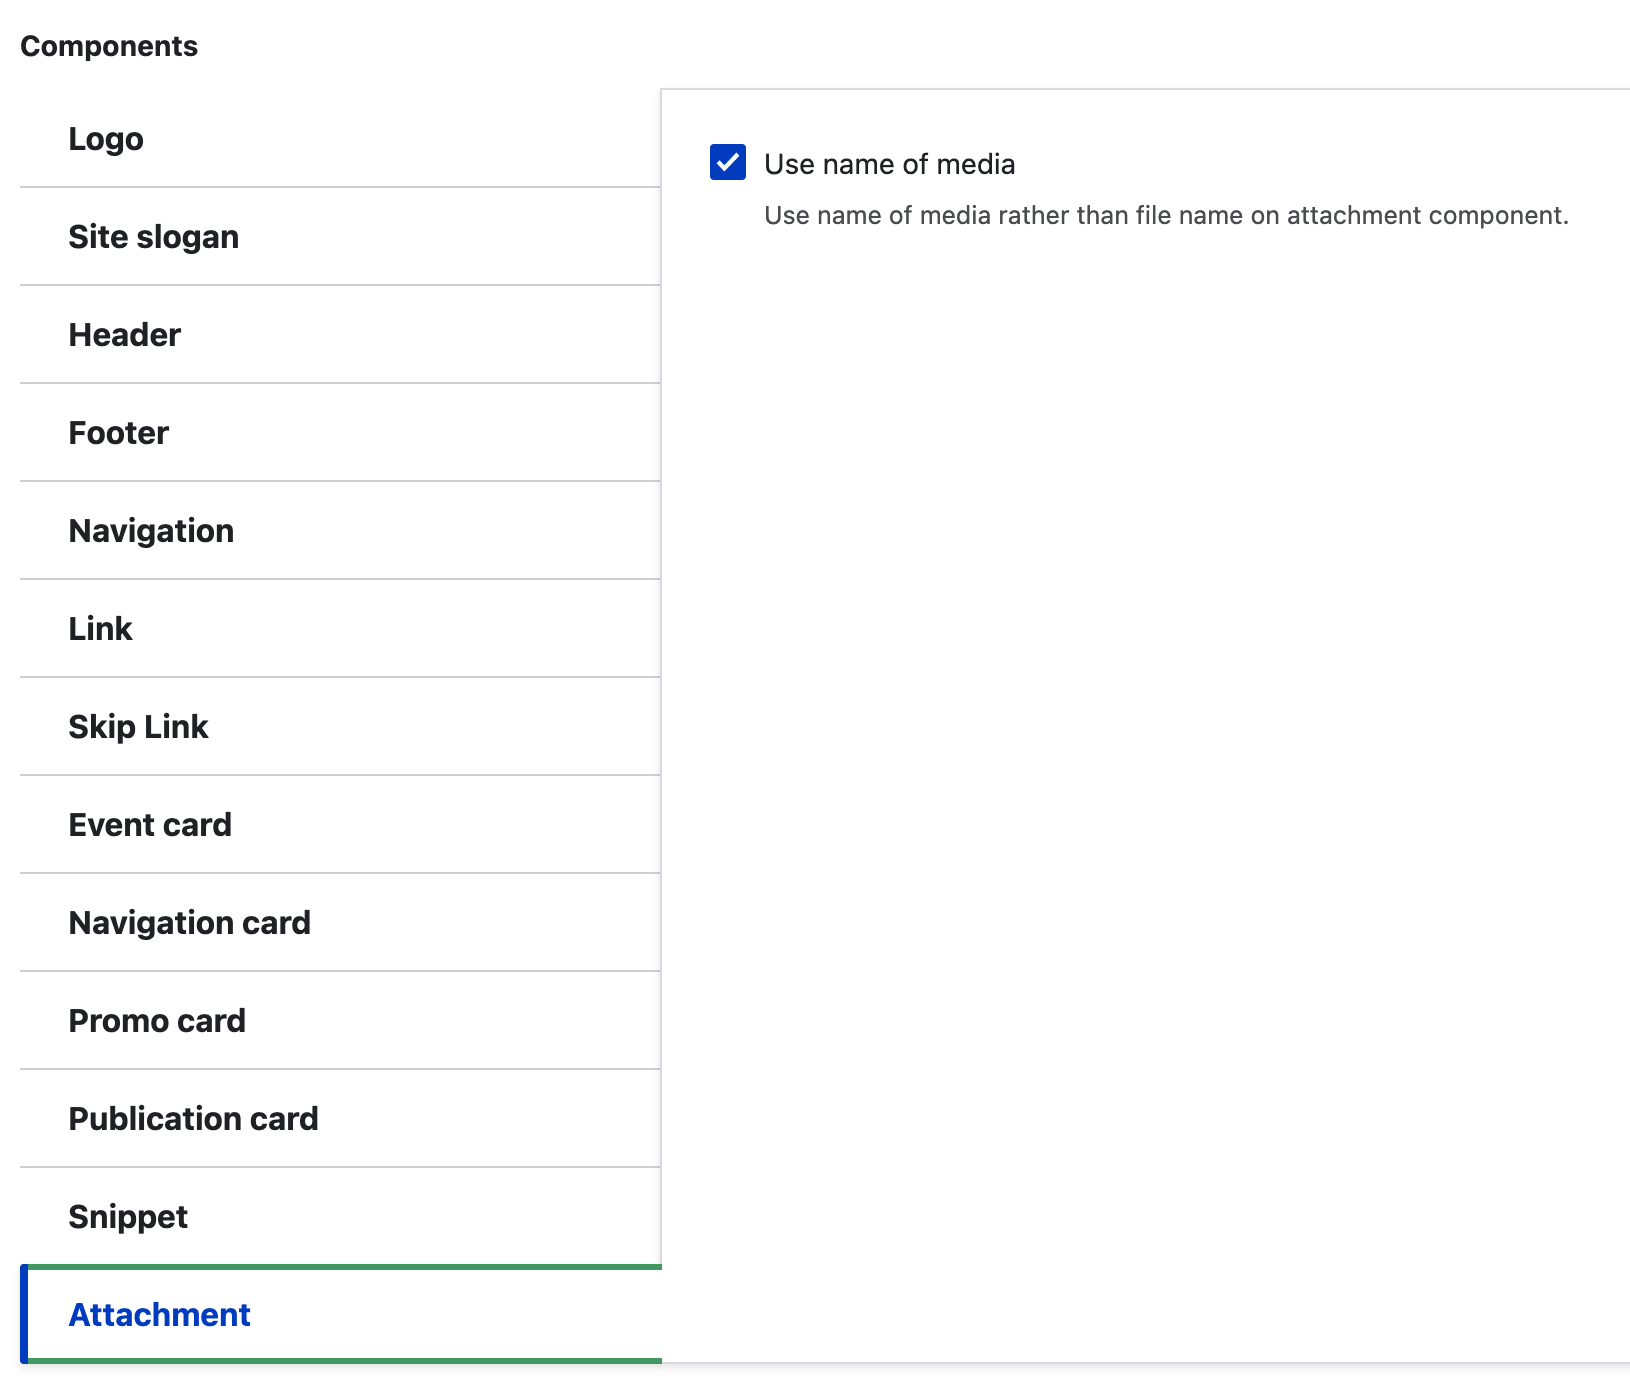 Components
Logo
Site slogan
Header
Footer
Navigation
Link
Skip Link
Event card
Navigation card
Promo card
Publication card
Snippet
Attachment
Use name of media
Use name of media rather than file name on attachment component.